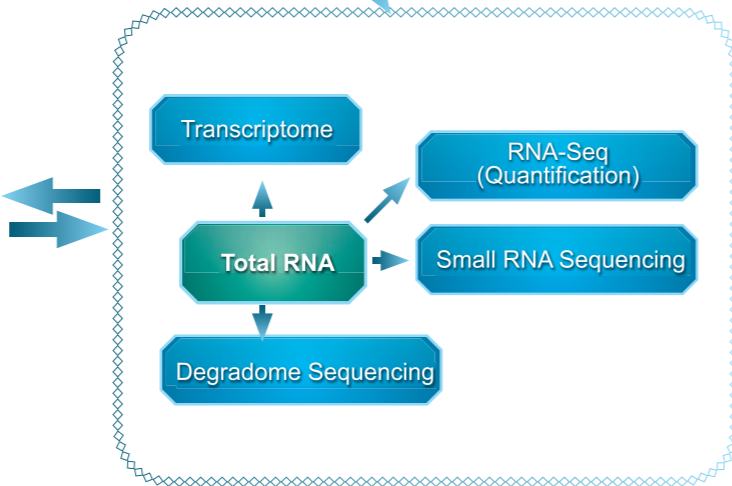 Transcriptome
RNA-Seq
(Quantification)
Total RNA
Small RNA Sequencing
Degradome Sequencing